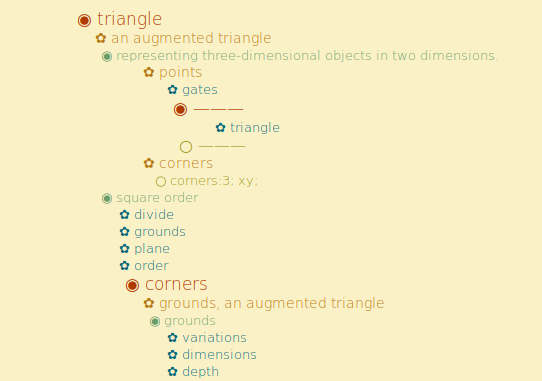 ◉ triangle
✿ an augmented triangle
◉ representing three-dimensional objects in two dimensions.
✿ points
✿ gates
◉ ———
✿ triangle
○ ———
✿ corners
○ corners:3; xy;
◉ square order
✿ divide
✿ grounds
✿ plane
✿ order
◉ corners
✿ grounds, an augmented triangle
◉ grounds
✿ variations
✿ dimensions
✿ depth